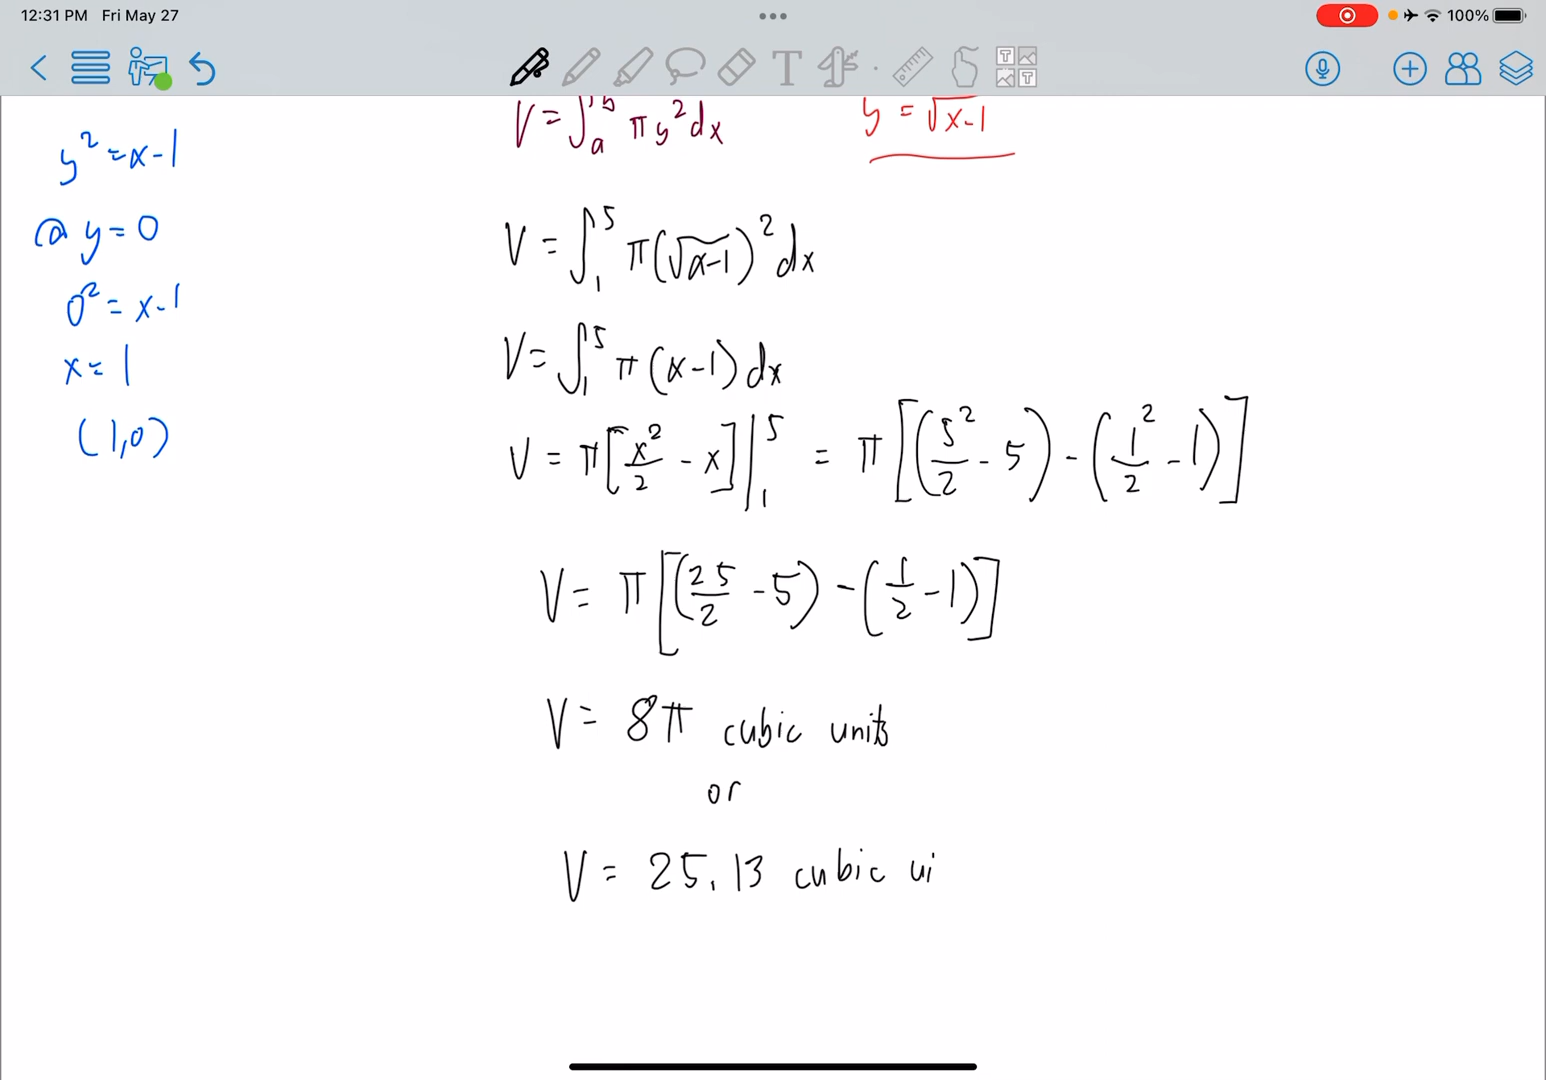 12:31 PM Fri May 27
100%
T
V = ∫ₐᵇ πy²dx
y = √x-1
y² = x-1
@ y = 0
0² = x-1
x = 1
(1,0)
V = ∫₁⁵ π(√x-1)² dx
V = ∫₁⁵ π(x-1)dx
V = π[x²/2 - x]|₁⁵ = π[(5²/2 - 5) - (1²/2 - 1)]
V = π[(25/2 - 5) - (1/2 - 1)]
V = 8π cubic units
or
V = 25.13 cubic ui